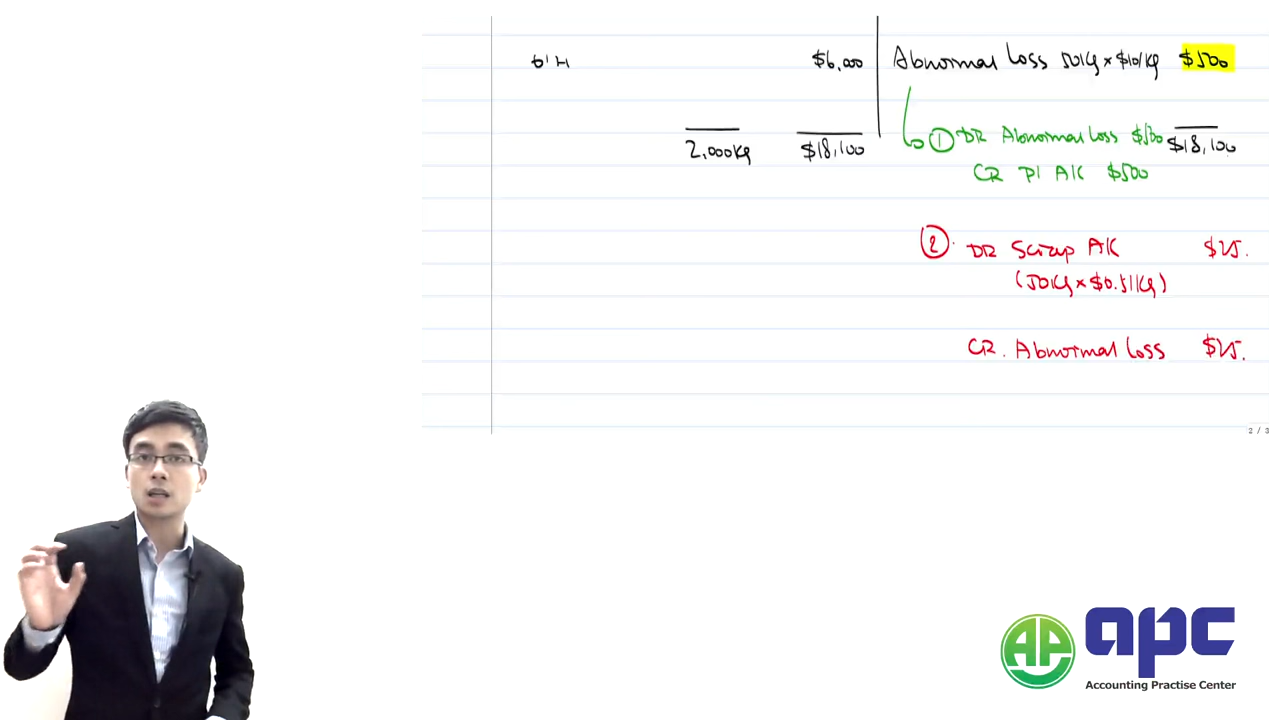 O'H $6,000 Abnormal Loss 50kg × $10/kg $500
① DR Abnormal Loss $500
2,000kg $18,100 $18,100
CR P1 A/C $500
② DR Scrap A/C $25.
(50kg × $0.5/kg)
CR. Abnormal Loss $25.
2 / 3
AP apc
Accounting Practise Center